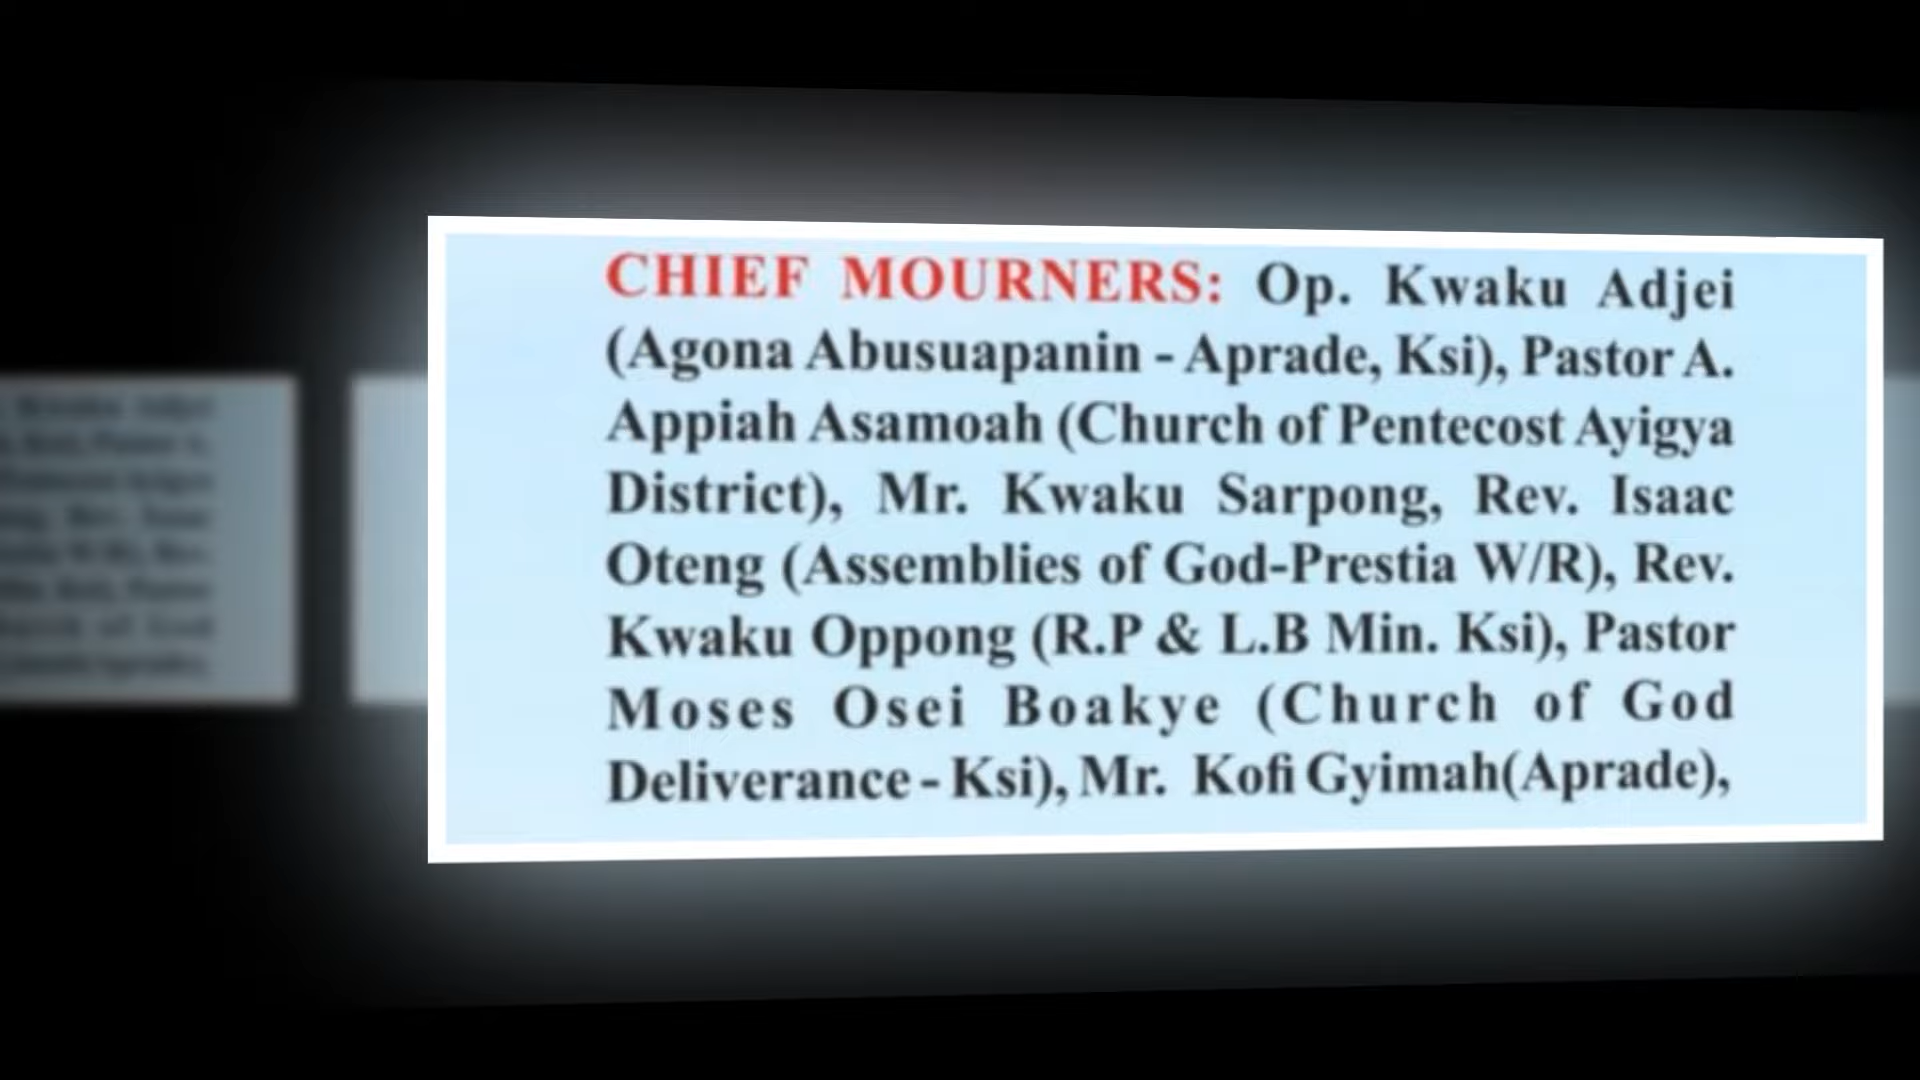 CHIEF MOURNERS: Op. Kwaku Adjei
(Agona Abusuapanin - Aprade, Ksi), Pastor A.
Appiah Asamoah (Church of Pentecost Ayigya
District), Mr. Kwaku Sarpong, Rev. Isaac
Oteng (Assemblies of God-Prestia W/R), Rev.
Kwaku Oppong (R.P & L.B Min. Ksi), Pastor
Moses Osei Boakye (Church of God
Deliverance - Ksi), Mr. Kofi Gyimah(Aprade),